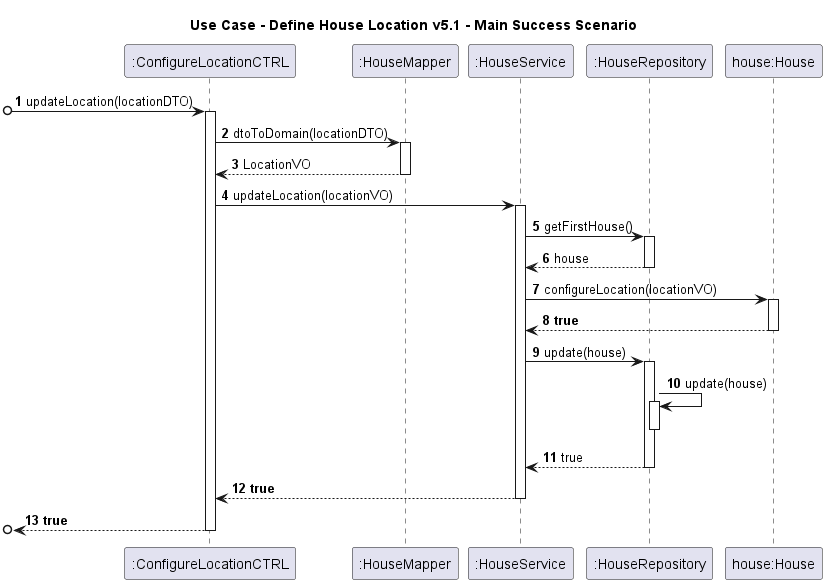 Use Case - Define House Location v5.1 - Main Success Scenario
:ConfigureLocationCTRL :HouseMapper :HouseService :HouseRepository house:House
1 updateLocation(locationDTO)
2 dtoToDomain(locationDTO)
3 LocationVO
4 updateLocation(locationVO)
5 getFirstHouse()
6 house
7 configureLocation(locationVO)
8 true
9 update(house)
10 update(house)
11 true
12 true
13 true
:ConfigureLocationCTRL :HouseMapper :HouseService :HouseRepository house:House